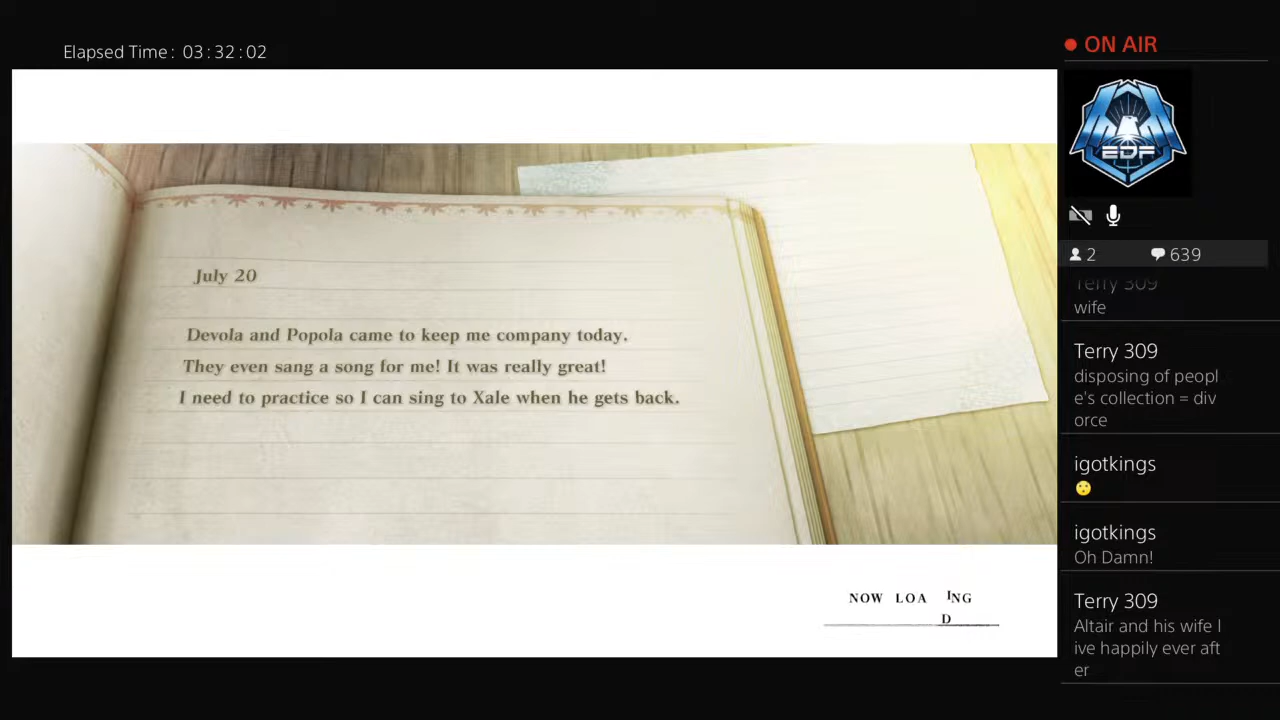 Elapsed Time: 03:32:02
ON AIR
EDF
2
639
July 20
Devola and Popola came to keep me company today.
They even sang a song for me! It was really great!
I need to practice so I can sing to Xale when he gets back.
NOW LOADING
Terry 309
wife
Terry 309
disposing of peopl
e's collection = div
orce
igotkings
igotkings
Oh Damn!
Terry 309
Altair and his wife l
ive happily ever aft
er